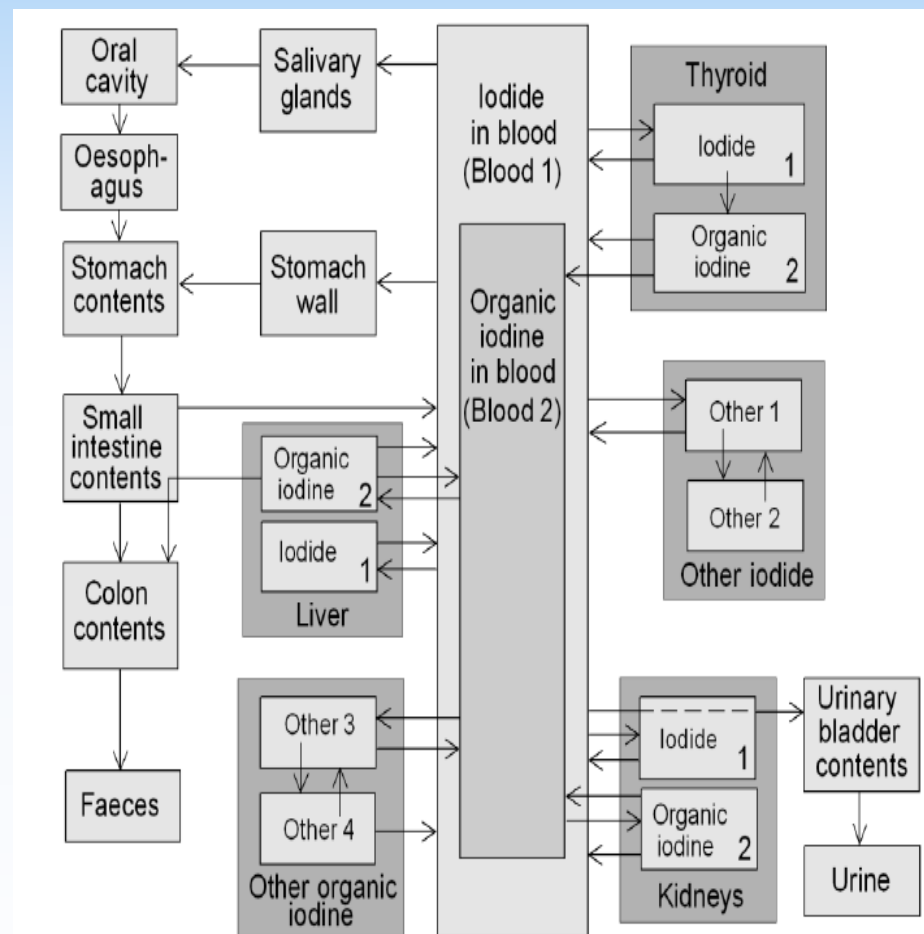 Oral
cavity
Salivary
glands
Iodide
in blood
(Blood 1)
Thyroid
Iodide
1
Organic
iodine
2
Oesoph-
agus
Stomach
contents
Stomach
wall
Organic
iodine
in blood
(Blood 2)
Small
intestine
contents
Organic
iodine
2
Iodide
1
Liver
Other 1
Other 2
Other iodide
Colon
contents
Faeces
Other 3
Other 4
Other organic
iodine
Iodide
1
Organic
iodine
2
Kidneys
Urinary
bladder
contents
Urine